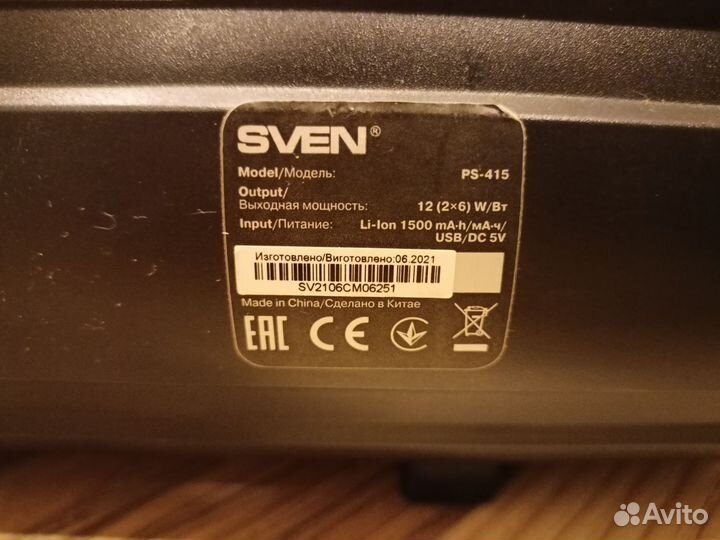 SVEN®
Model/Модель: PS-415
Output/
Выходная мощность: 12 (2×6) W/Вт
Input/Питание: Li-Ion 1500 mA·h/мА·ч/
USB/DC 5V
Изготовлено/Виготовлено:06.2021
SV2106CM06251
Made in China/Сделано в Китае
EAC CE
Avito